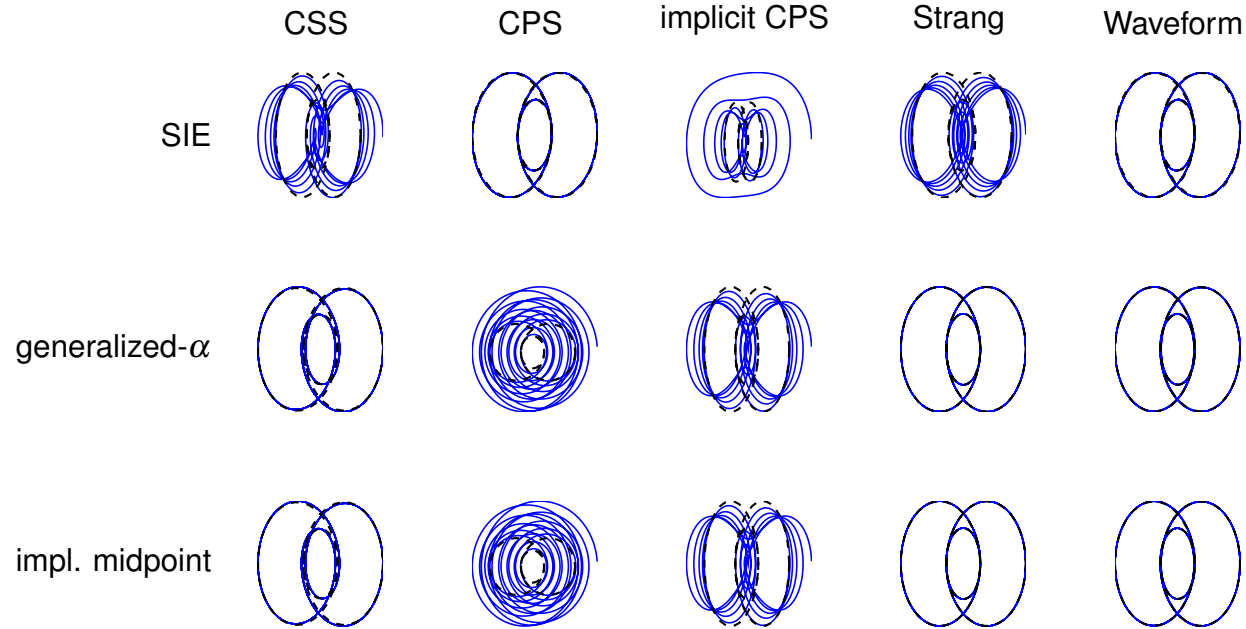 CSS CPS implicit CPS Strang Waveform
SIE
generalized-α
impl. midpoint